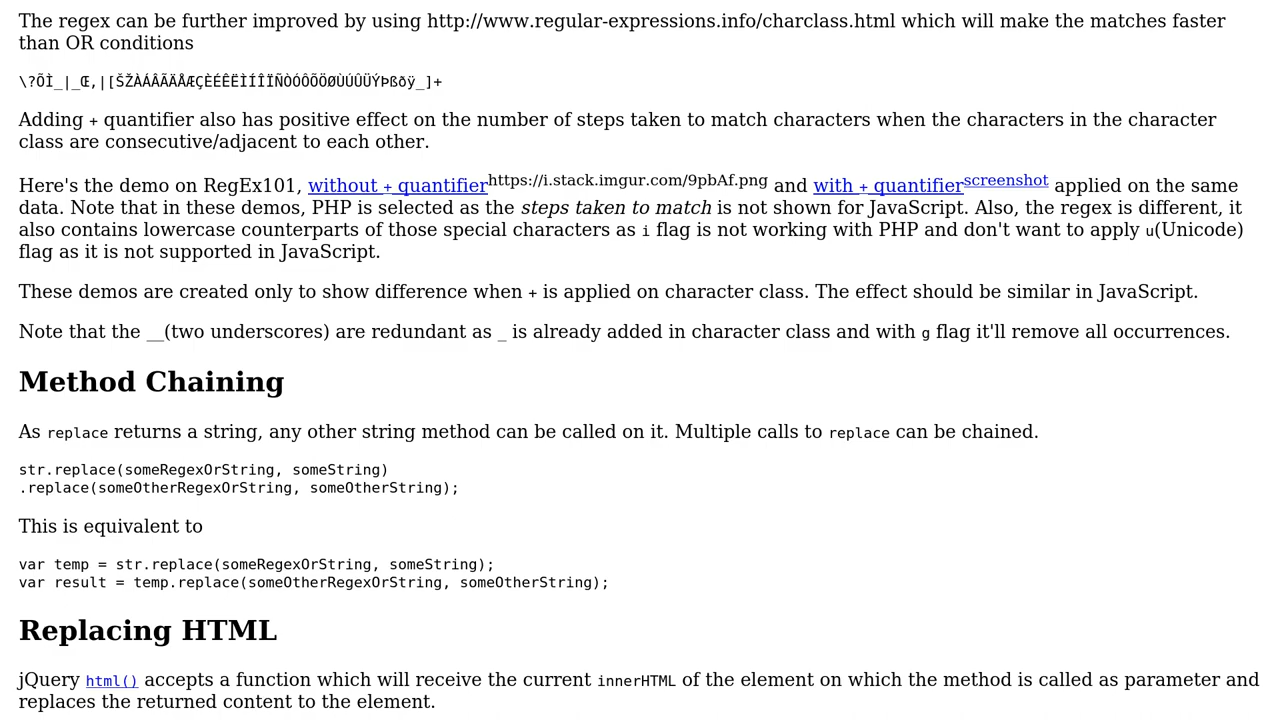 The regex can be further improved by using http://www.regular-expressions.info/charclass.html which will make the matches faster
than OR conditions
\?ÕÌ_|_Œ‚|[ŠŽÀÁÂÃÄÅÆÇÈÉÊËÌÍÎÏÑÒÓÔÕÖØÙÚÛÜÝÞßðÿ_]+
Adding + quantifier also has positive effect on the number of steps taken to match characters when the characters in the character
class are consecutive/adjacent to each other.
Here's the demo on RegEx101, without + quantifierhttps://i.stack.imgur.com/9pbAf.png and with + quantifierscreenshot applied on the same
data. Note that in these demos, PHP is selected as the steps taken to match is not shown for JavaScript. Also, the regex is different, it
also contains lowercase counterparts of those special characters as i flag is not working with PHP and don't want to apply u(Unicode)
flag as it is not supported in JavaScript.
These demos are created only to show difference when + is applied on character class. The effect should be similar in JavaScript.
Note that the __(two underscores) are redundant as _ is already added in character class and with g flag it'll remove all occurrences.
Method Chaining
As replace returns a string, any other string method can be called on it. Multiple calls to replace can be chained.
str.replace(someRegexOrString, someString)
.replace(someOtherRegexOrString, someOtherString);
This is equivalent to
var temp = str.replace(someRegexOrString, someString);
var result = temp.replace(someOtherRegexOrString, someOtherString);
Replacing HTML
jQuery html() accepts a function which will receive the current innerHTML of the element on which the method is called as parameter and
replaces the returned content to the element.